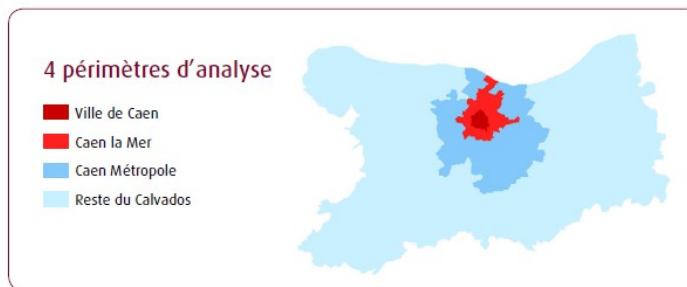 4 périmètres d'analyse
Ville de Caen
Caen la Mer
Caen Métropole
Reste du Calvados